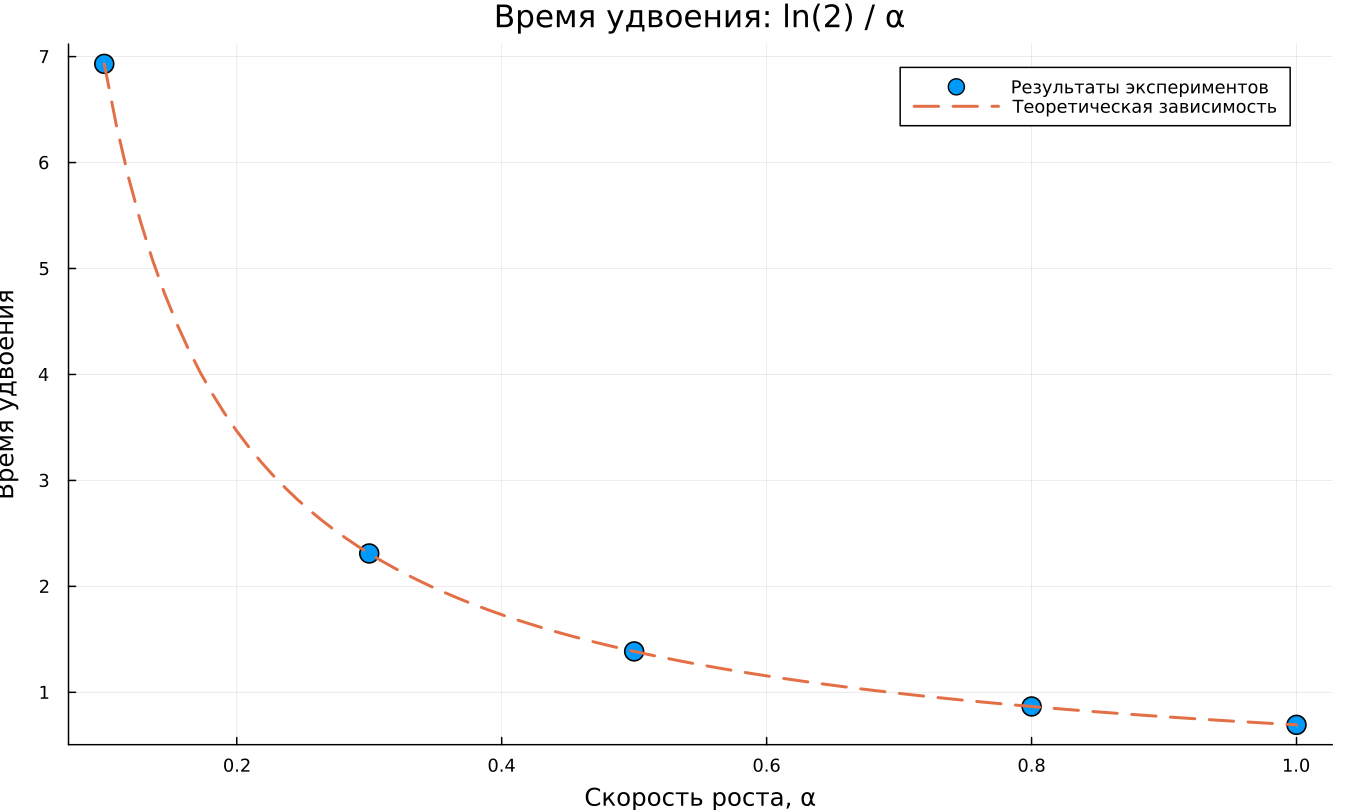 Время удвоения: ln(2) / α
Результаты экспериментов
Теоретическая зависимость
7
6
5
4
3
2
1
Время удвоения
0.2
0.4
0.6
0.8
1.0
Скорость роста, α